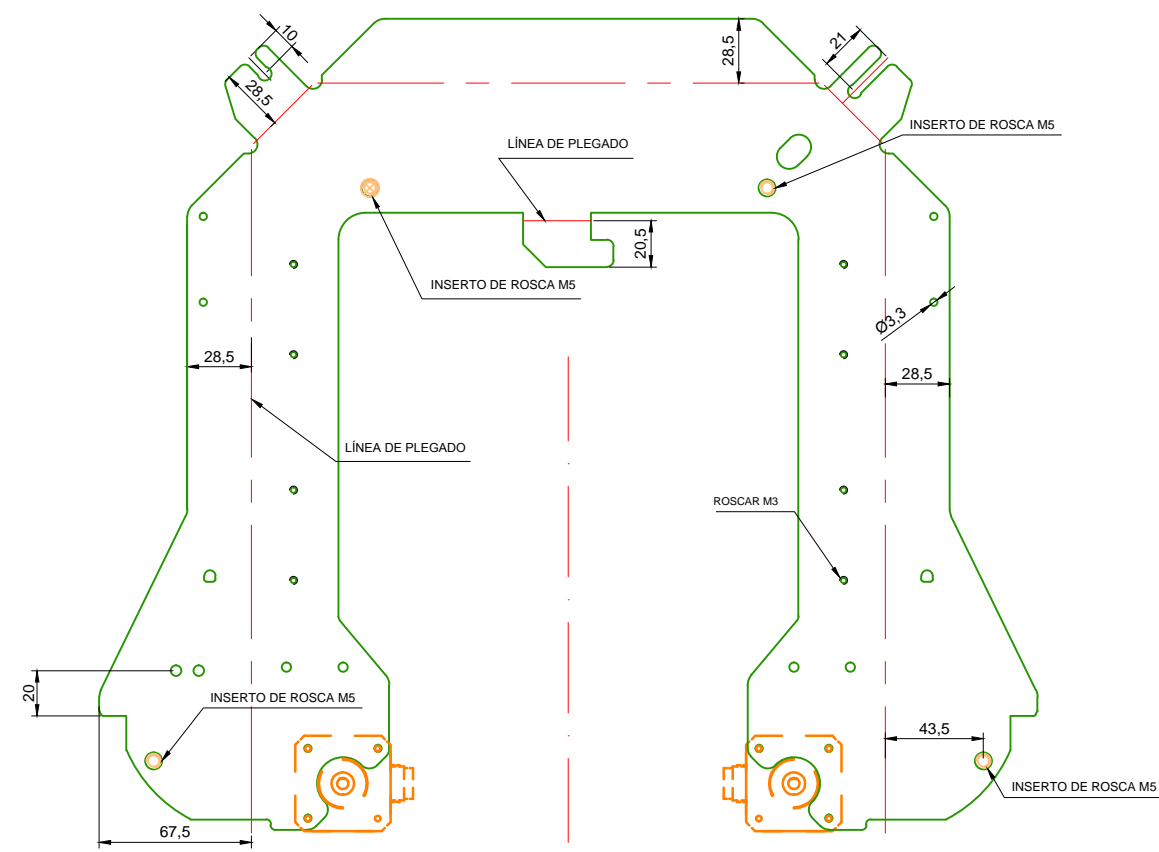 10
28,5
28,5
21
INSERTO DE ROSCA M5
LÍNEA DE PLEGADO
20,5
INSERTO DE ROSCA M5
Ø3,3
28,5
28,5
LÍNEA DE PLEGADO
ROSCAR M3
20
INSERTO DE ROSCA M5
43,5
INSERTO DE ROSCA M5
67,5